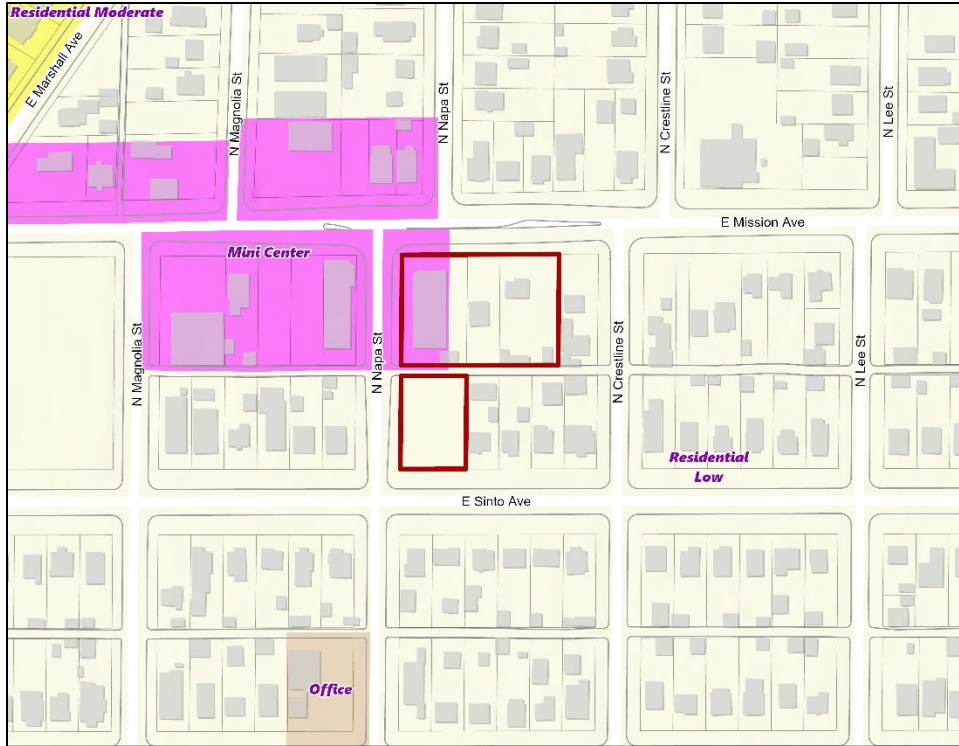 Residential Moderate
E Marshall Ave
N Magnolia St
N Napa St
N Crestline St
N Lee St
E Mission Ave
Mini Center
N Magnolia St
N Napa St
N Crestline St
N Lee St
Residential
Low
E Sinto Ave
Office